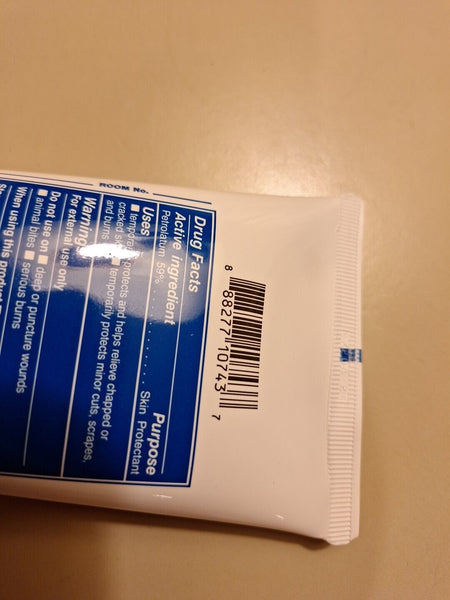 8 88277 10743 7
ROOM No.
Drug Facts
Active ingredient Purpose
Petrolatum 59% . . . . . . . . . . . . . Skin Protectant
Uses
■ protects and helps relieve chapped or
cracked ■ temporarily protects minor cuts, scrapes,
and burns
Warnings
For external use only
Do not use on ■ deep or puncture wounds
■ animal bites ■ serious burns
When using this product